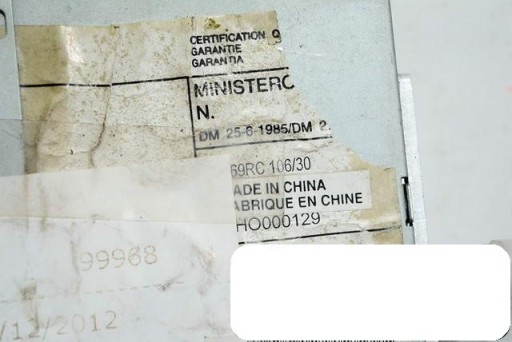 CERTIFICATION Q
GARANTIE
GARANTIA
MINISTERO
N.
DM 25-6-1985/DM 2
69RC 106/30
ADE IN CHINA
ABRIQUE EN CHINE
HO000129
99968
/12/2012